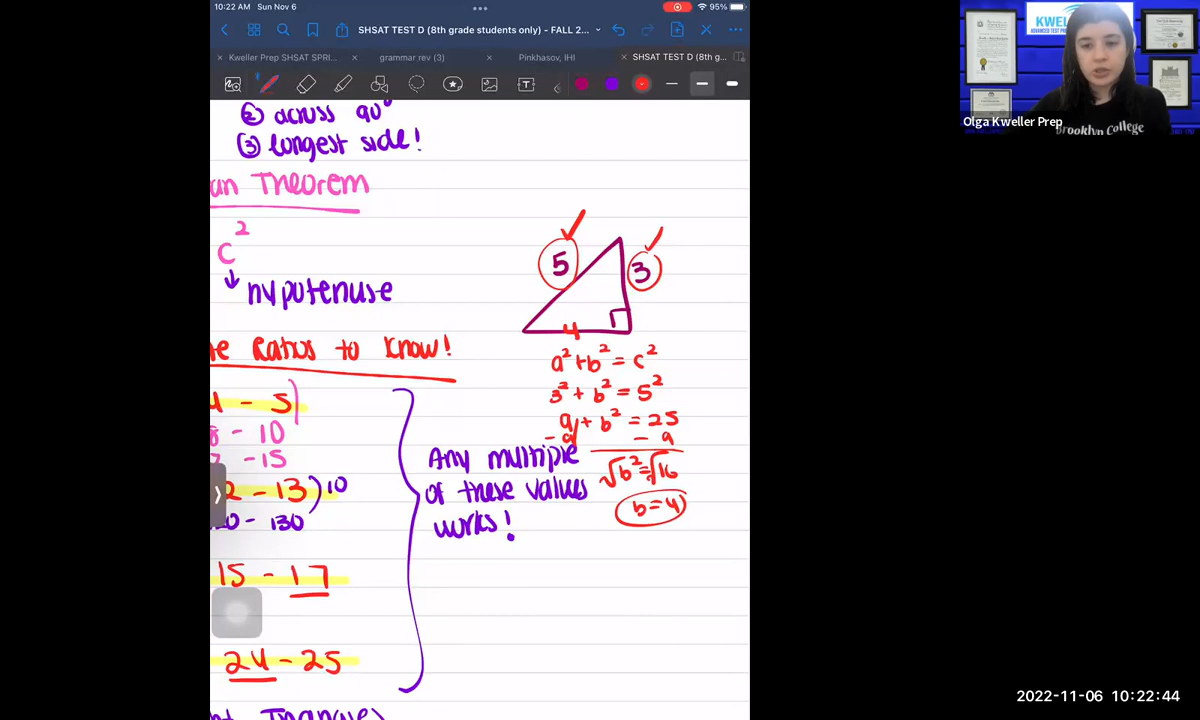 10:22 AM Sun Nov 6
95%
SHSAT TEST D (8th grade students only) - FALL 2...
Kweller Prep SHSAT SPRI...
grammar rev (3)
Pinkhasov, IHI
SHSAT TEST D (8th g...
② across 90°
③ longest side!
an Theorem
c²
↓ hypotenuse
5
3
4
a² + b² = c²
3² + b² = 5²
9 + b² = 25
- 9 - 9
√b² = √16
b = 4
Ratios to Know!
4 - 5
- 10
- 15
2 - 13 ) 10
0 - 130
15 - 17
24 - 25
Any multiple
of these values
works!
KWEL
ADVANCED TEST PR
Brooklyn College
Olga Kweller Prep
2022-11-06 10:22:44